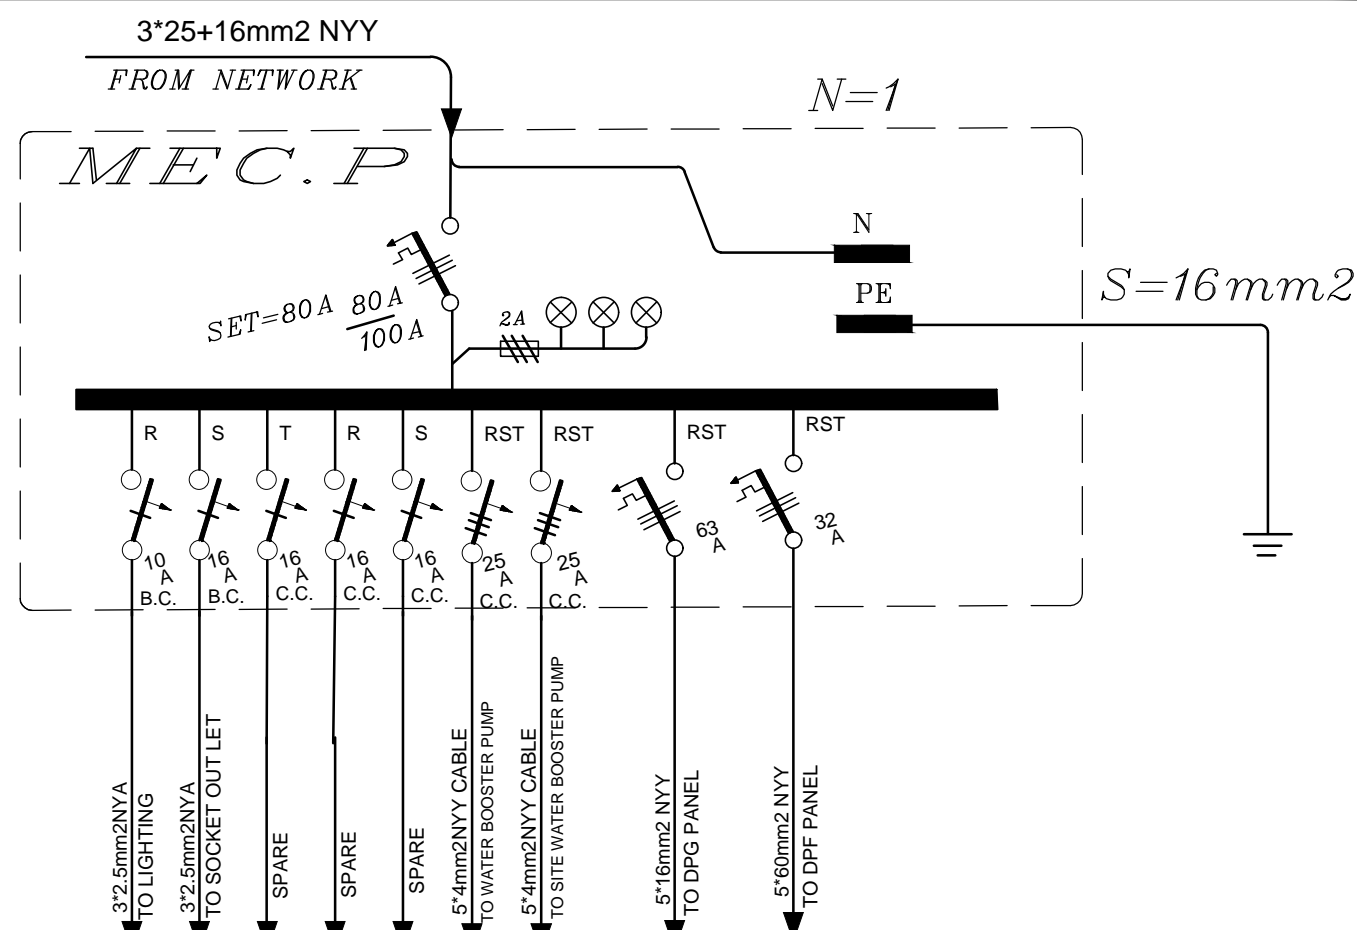 3*25+16mm2 NYY
FROM NETWORK
N=1
MEC.P
N
S=16mm2
PE
SET=80A 80A
100A
2A
R S T R S RST RST RST RST
10 A 16 A 16 A 16 A 16 A 25 A 25 A 63 A 32 A
B.C. B.C. C.C. C.C. C.C. C.C. C.C.
3*2.5mm2NYA
TO LIGHTING
3*2.5mm2NYA
TO SOCKET OUT LET
SPARE
SPARE
SPARE
5*4mm2NYY CABLE
TO WATER BOOSTER PUMP
5*4mm2NYY CABLE
TO SITE WATER BOOSTER PUMP
5*16mm2 NYY
TO DPG PANEL
5*60mm2 NYY
TO DPF PANEL